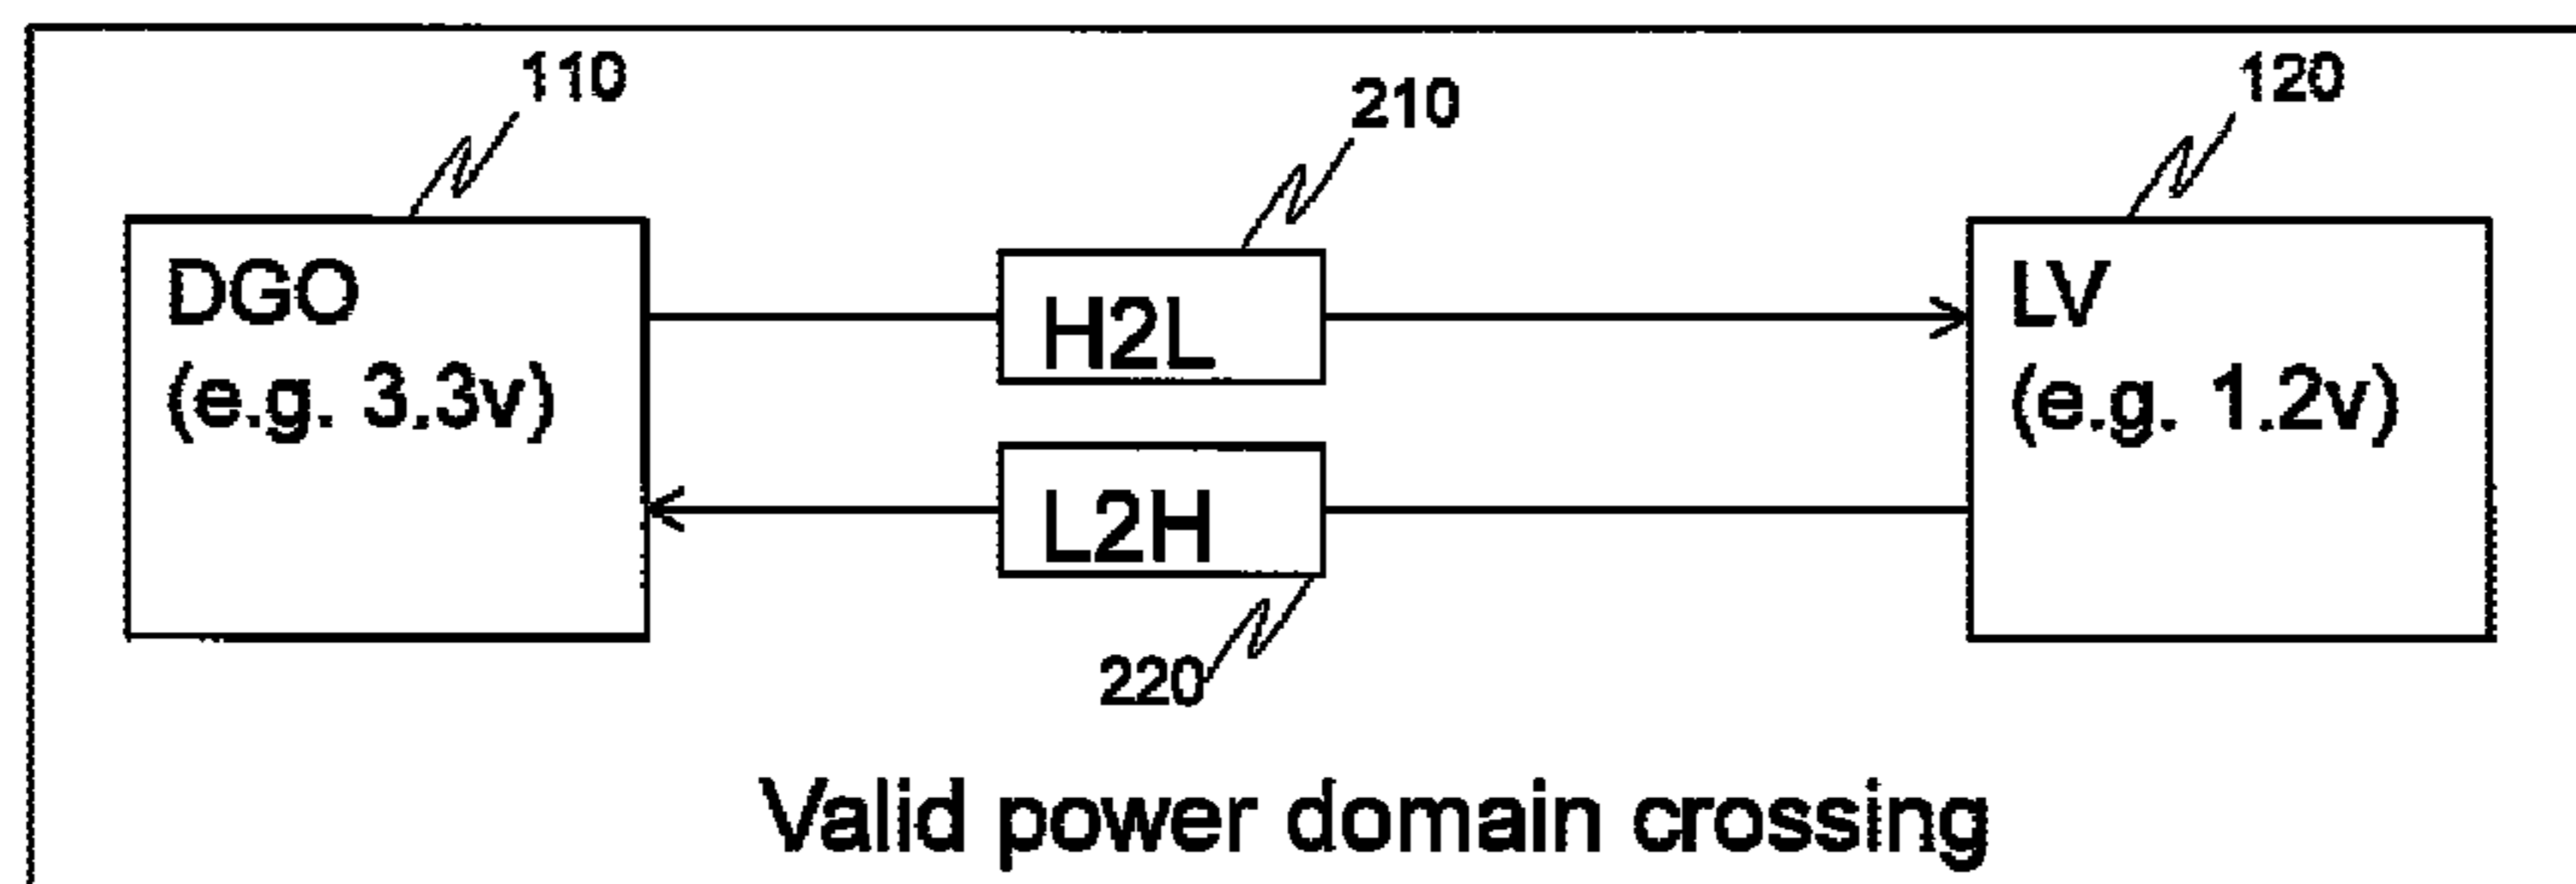 110
210
120
DGO
(e.g. 3.3v)
H2L
LV
(e.g. 1.2v)
L2H
220
Valid power domain crossing